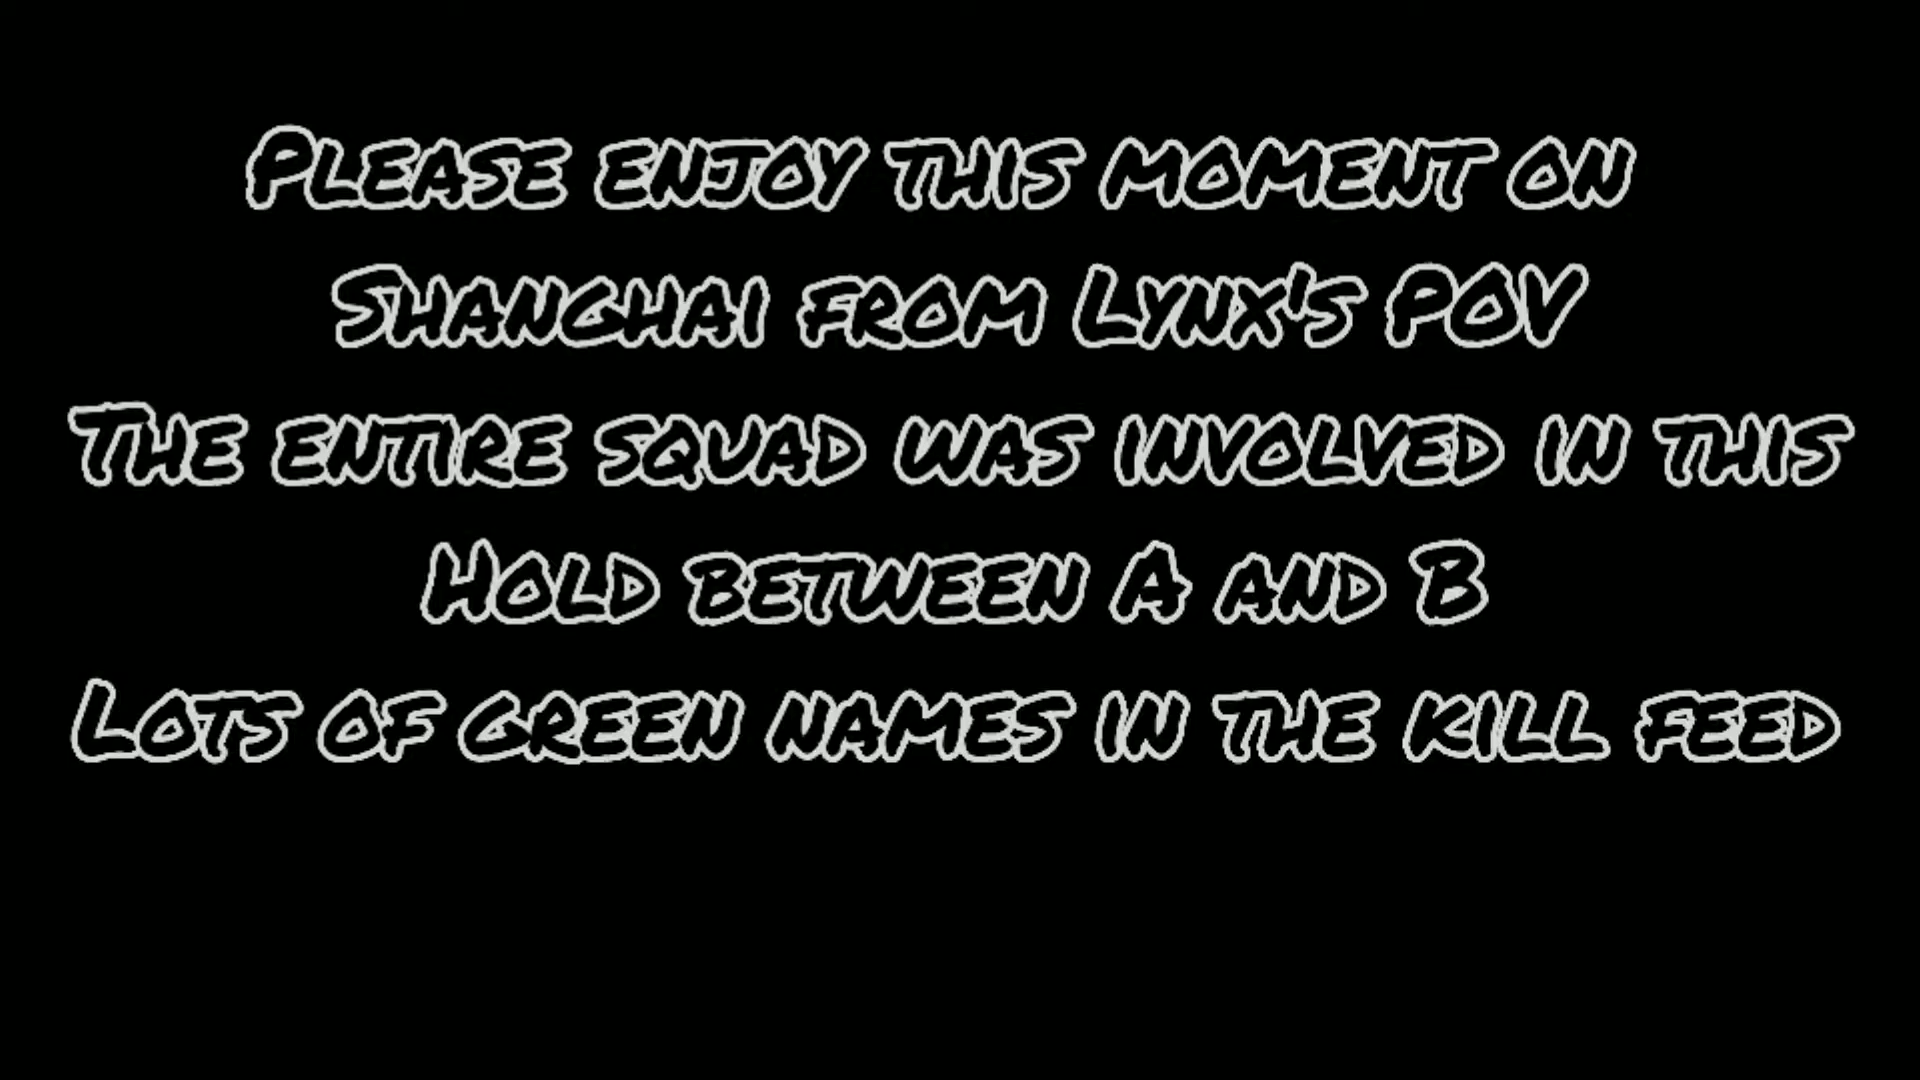 Please enjoy this moment on
Shanghai from Lynx's POV
The entire squad was involved in this
Hold between A and B
Lots of green names in the kill feed